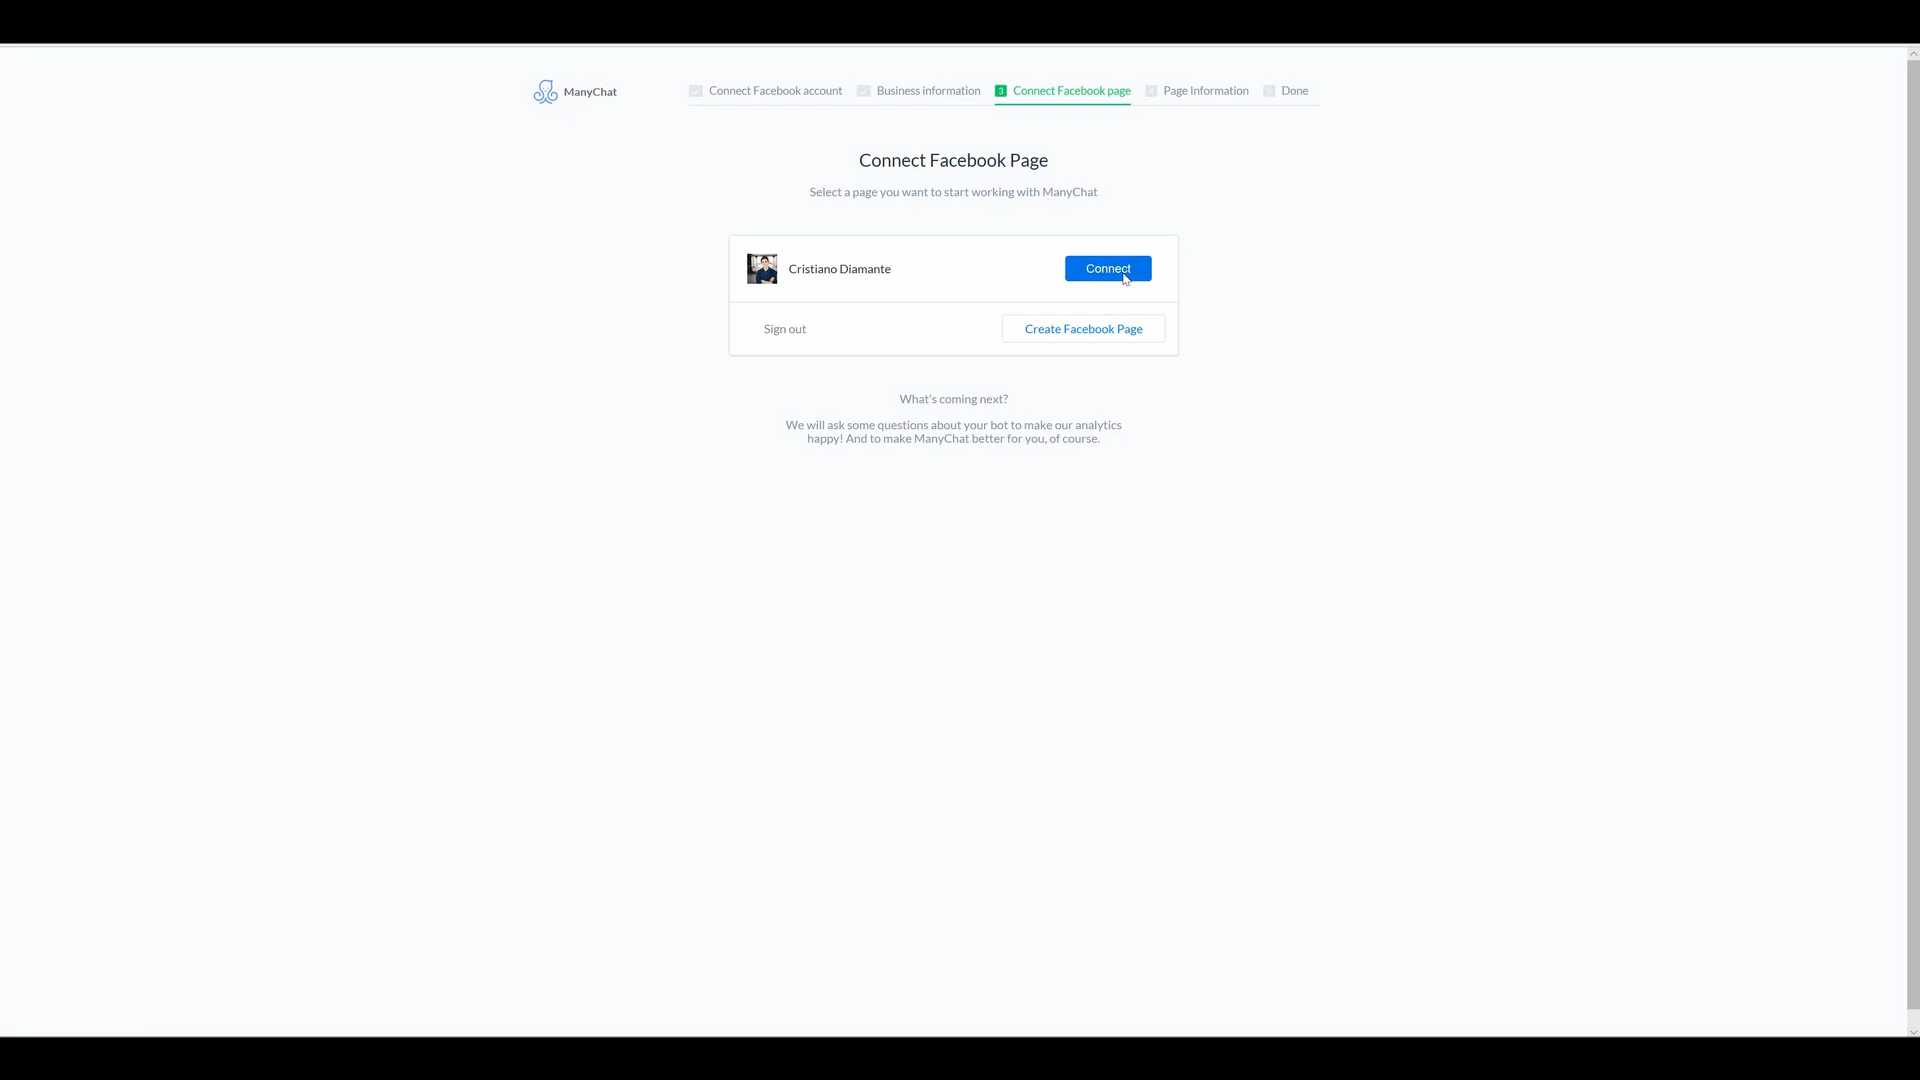 ManyChat
Connect Facebook account
Business information
3 Connect Facebook page
4 Page Information
Done
Connect Facebook Page
Select a page you want to start working with ManyChat
Cristiano Diamante
Connect
Sign out
Create Facebook Page
What's coming next?
We will ask some questions about your bot to make our analytics
happy! And to make ManyChat better for you, of course.